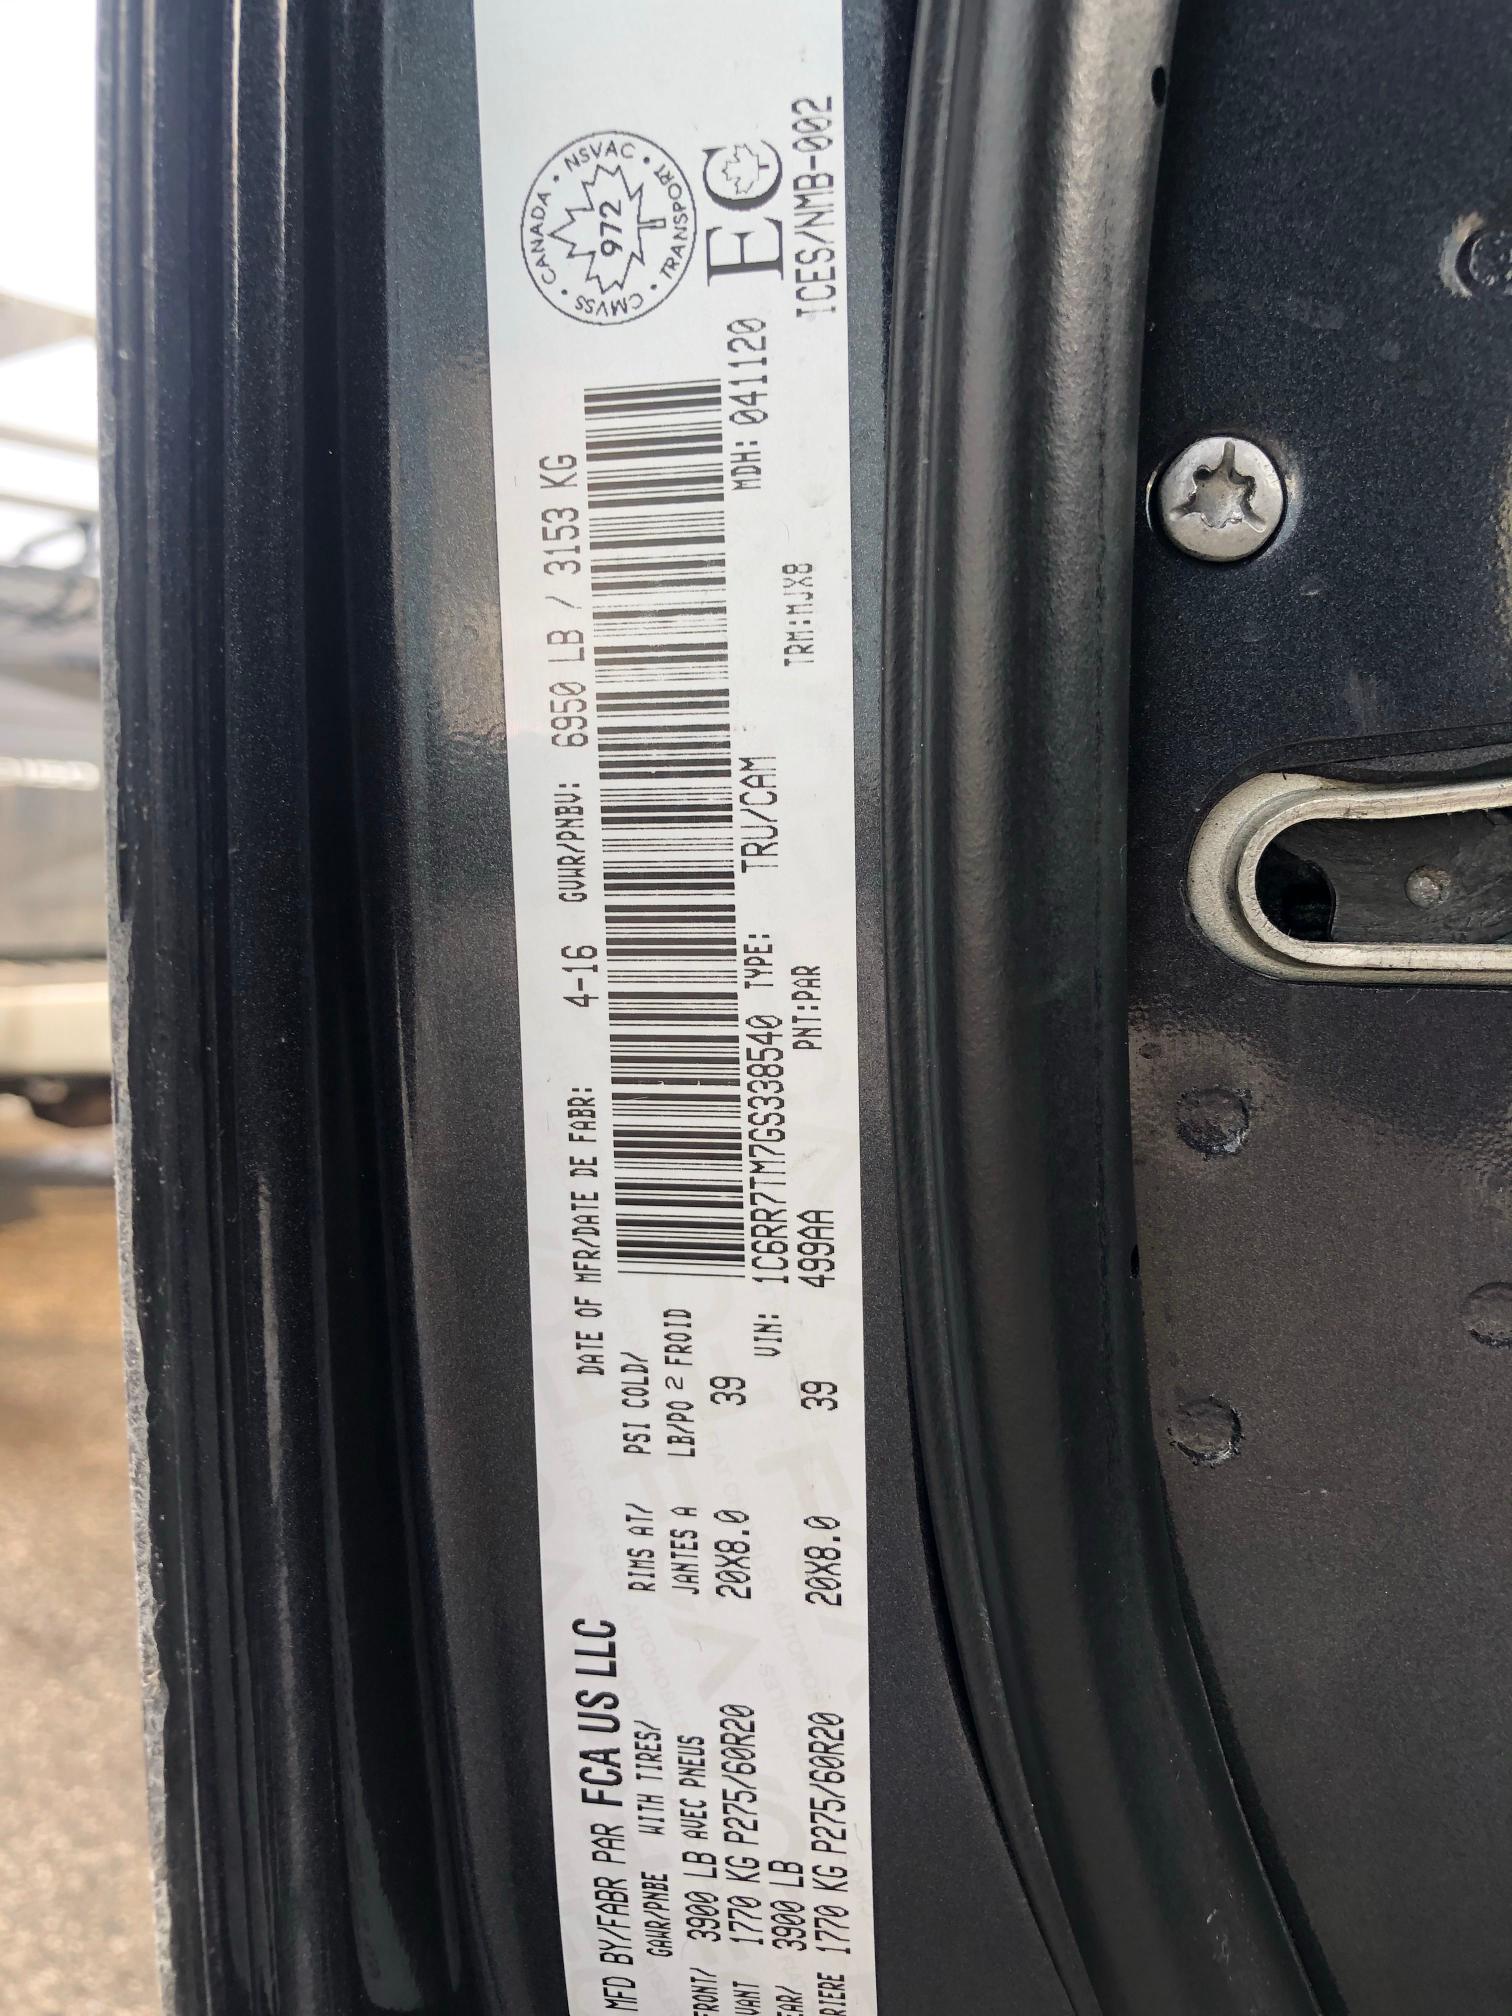 MFD BY/FABR PAR FCA US LLC
DATE OF MFR/DATE DE FABR: 4-16 GVWR/PNBV: 6950 LB / 3153 KG
GAWR/PNBE WITH TIRES/ RIMS AT/ PSI COLD/
3900 LB AVEC PNEUS JANTES A LB/PO 2 FROID
1770 KG P275/60R20 20X8.0 39
3900 LB
1770 KG P275/60R20 20X8.0 39
VIN: 1C6RR7TM7GS338540 TYPE: TRU/CAM MDH: 041120
499AA PNT:PAR TRM:MJX8
CMVSS • CANADA • NSVAC • TRANSPORT •
972
EC
ICES/NMB-002